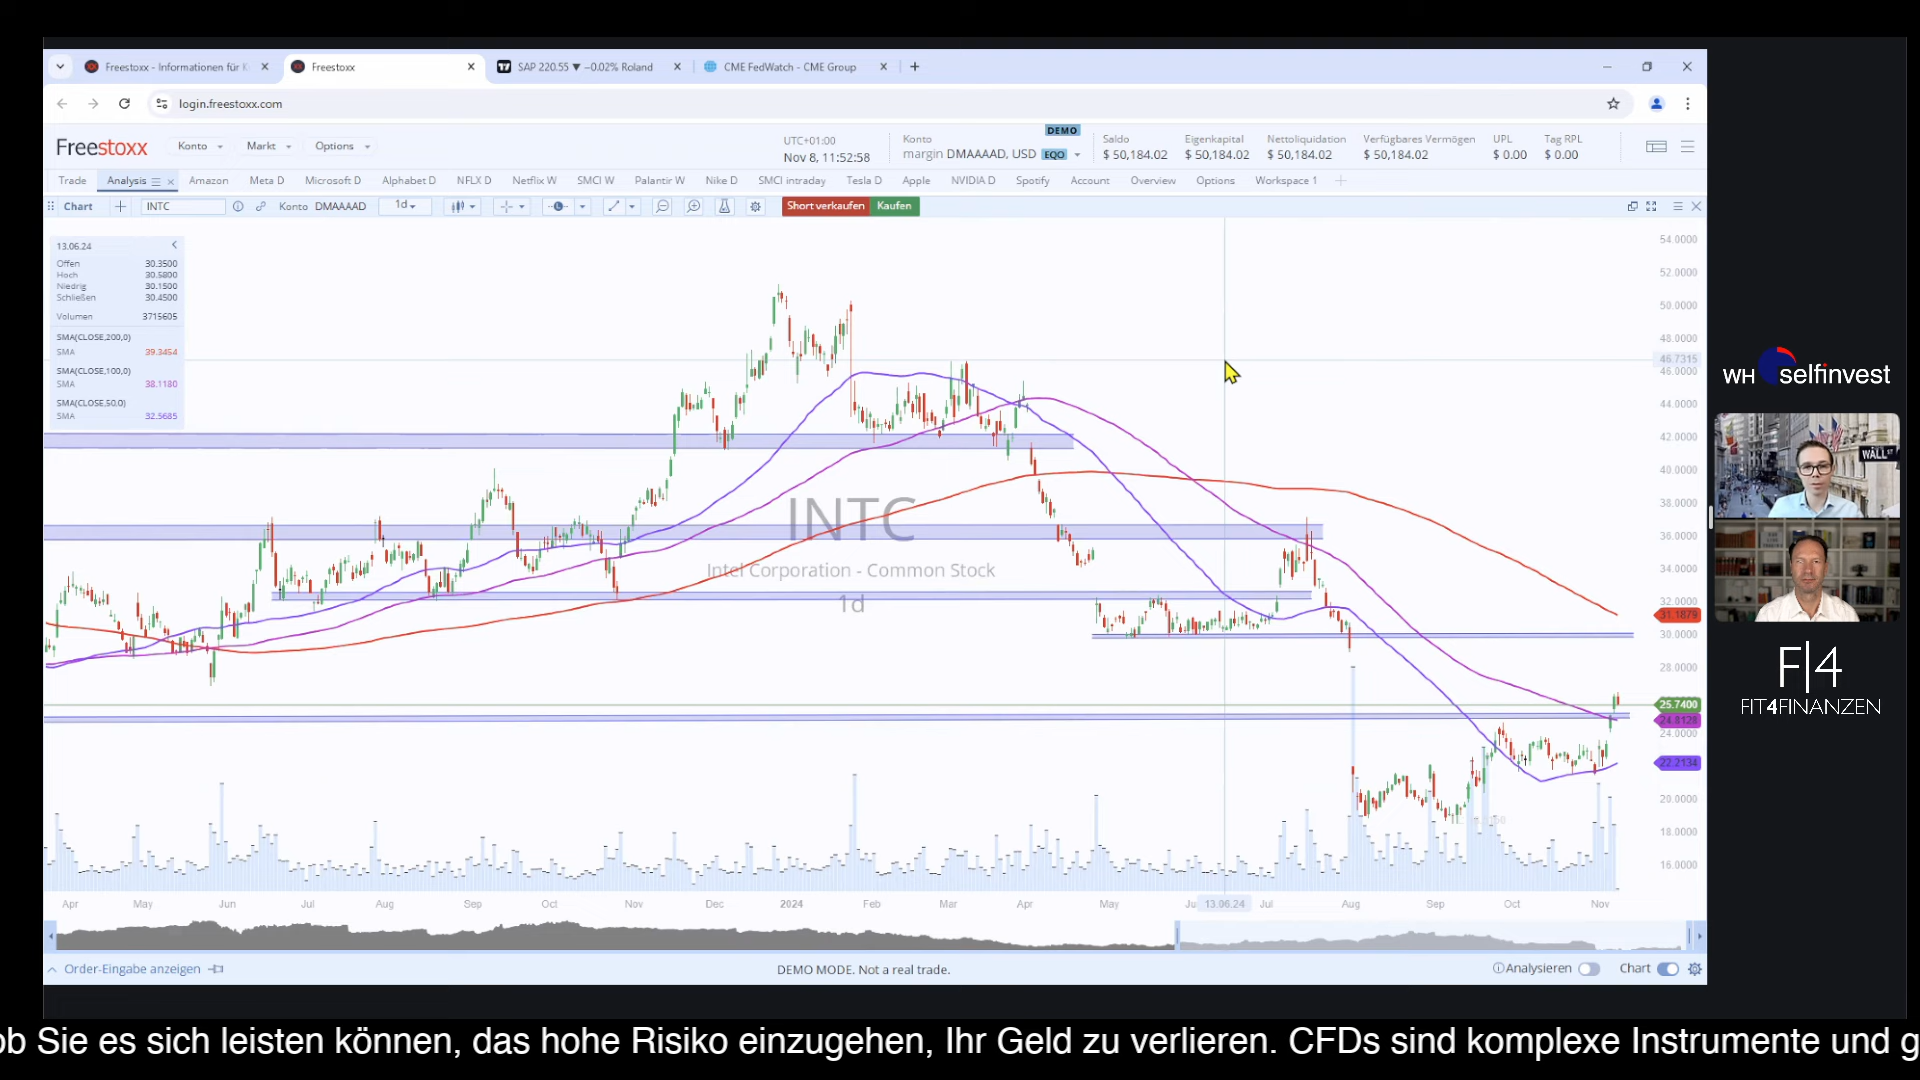 Freestoxx - Informationen für K
Freestoxx
SAP 220.55 ▼ −0.02% Roland
CME FedWatch - CME Group
login.freestoxx.com
Freestoxx
Konto
Markt
Options
UTC+01:00
Nov 8, 11:52:58
Konto
DEMO
margin DMAAAAD, USD EQO
Saldo
$ 50,184.02
Eigenkapital
$ 50,184.02
Nettoliquidation
$ 50,184.02
Verfügbares Vermögen
$ 50,184.02
UPL
$ 0.00
Tag RPL
$ 0.00
Trade Analysis Amazon Meta D Microsoft D Alphabet D NFLX D Netflix W SMCI W Palantir W Nike D SMCI intraday Tesla D Apple NVIDIA D Spotify Account Overview Options Workspace 1
Chart INTC Konto DMAAAAD 1d Short verkaufen Kaufen
13.06.24
Offen 30.3500
Hoch 30.5800
Niedrig 30.1500
Schließen 30.4500
Volumen 3715605
SMA(CLOSE,200,0)
SMA 39.3454
SMA(CLOSE,100,0)
SMA 38.1180
SMA(CLOSE,50,0)
SMA 32.5685
INTC
Intel Corporation - Common Stock
1d
54.0000
52.0000
50.0000
48.0000
46.7315
46.0000
44.0000
42.0000
40.0000
38.0000
36.0000
34.0000
32.0000
31.1879
30.0000
28.0000
25.7400
24.8128
24.0000
22.2134
20.0000
18.0000
16.0000
Apr May Jun Jul Aug Sep Oct Nov Dec 2024 Feb Mar Apr May Ju 13.06.24 Jul Aug Sep Oct Nov
Order-Eingabe anzeigen
DEMO MODE. Not a real trade.
Analysieren
Chart
WH selfinvest
WALL ST
F|4
FIT4FINANZEN
ob Sie es sich leisten können, das hohe Risiko einzugehen, Ihr Geld zu verlieren. CFDs sind komplexe Instrumente und g